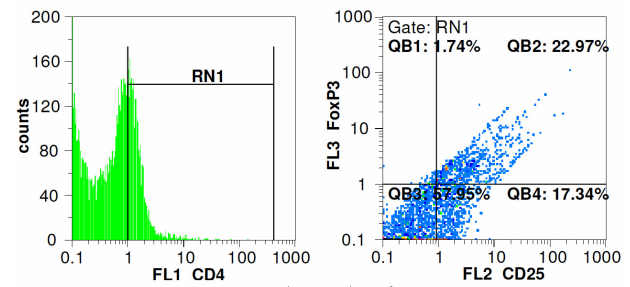 200
160
120
80
40
0
counts
RN1
0.1 1 10 100 1000
FL1 CD4
1000
100
10
1
0.1
FL3 FoxP3
Gate: RN1
QB1: 1.74% QB2: 22.97%
QB3: 57.95% QB4: 17.34%
0.1 1 10 100 1000
FL2 CD25